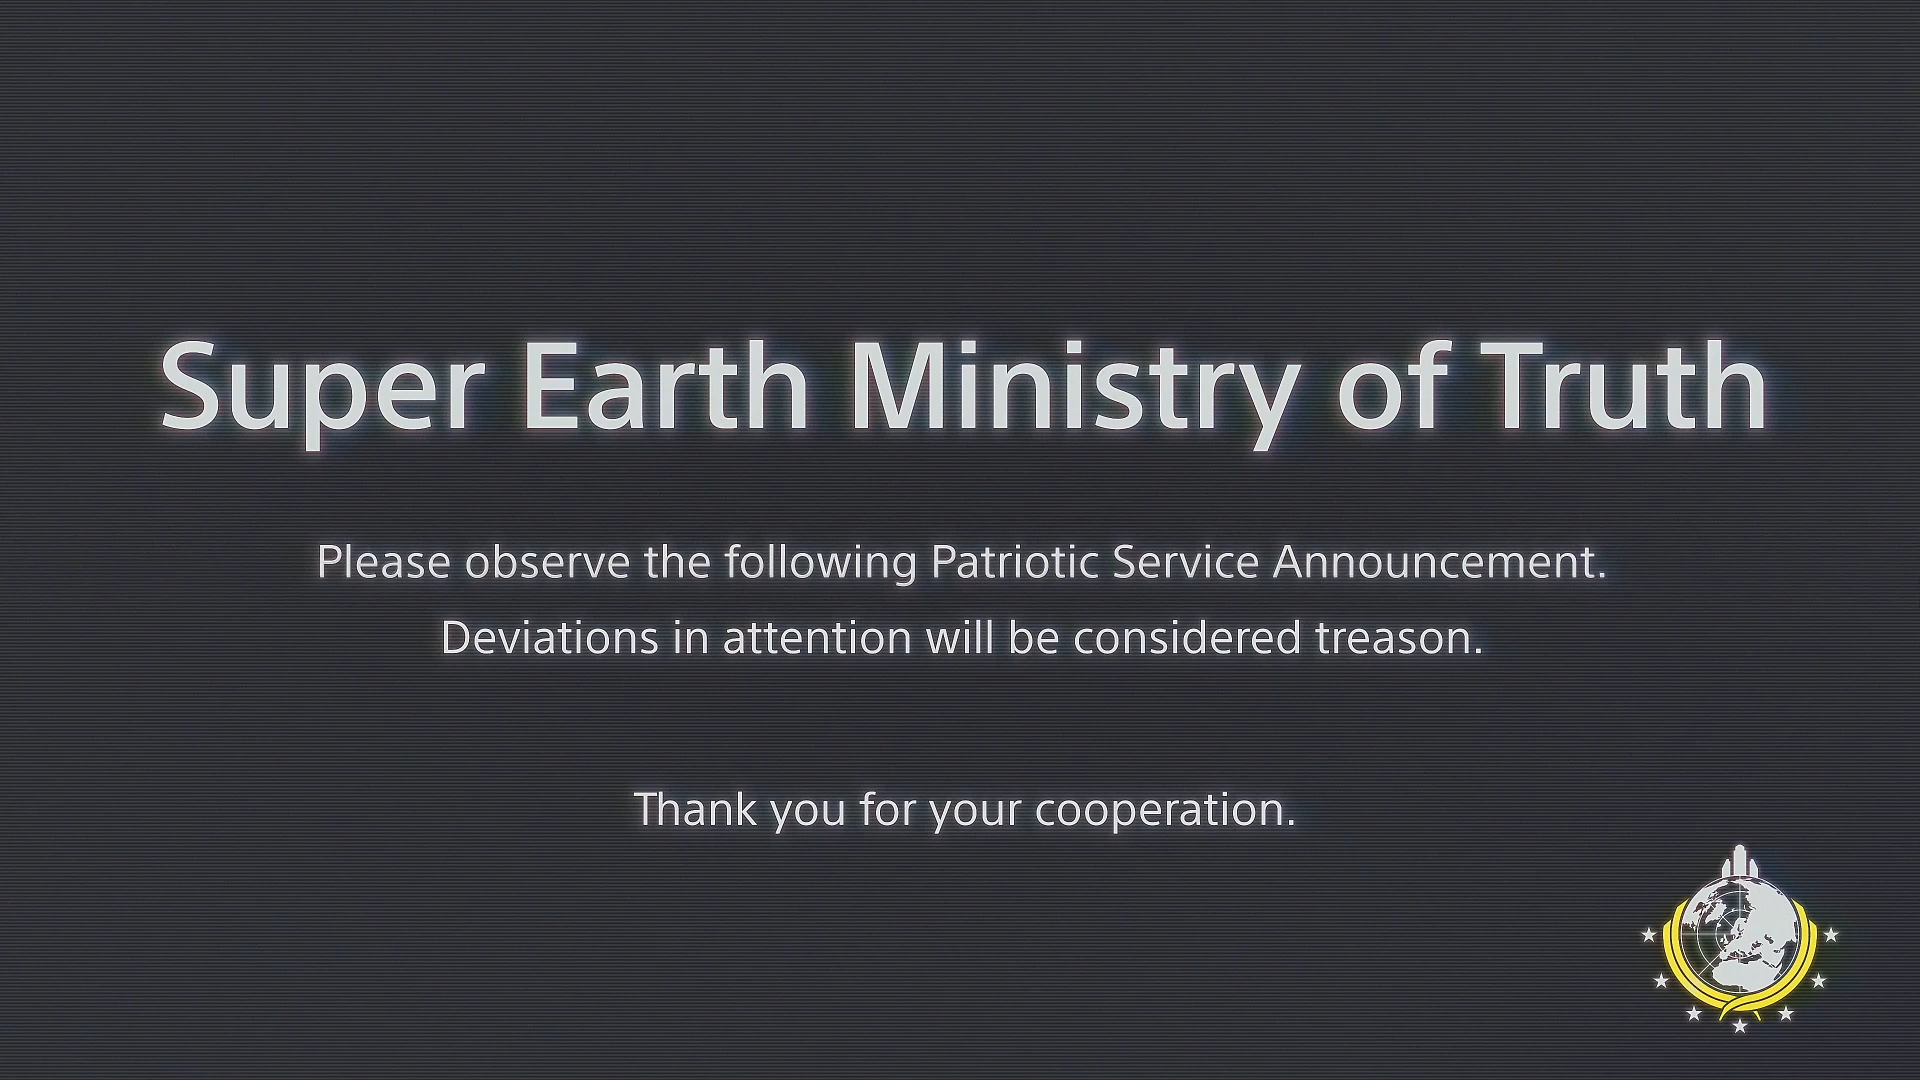 Super Earth Ministry of Truth
Please observe the following Patriotic Service Announcement.
Deviations in attention will be considered treason.
Thank you for your cooperation.